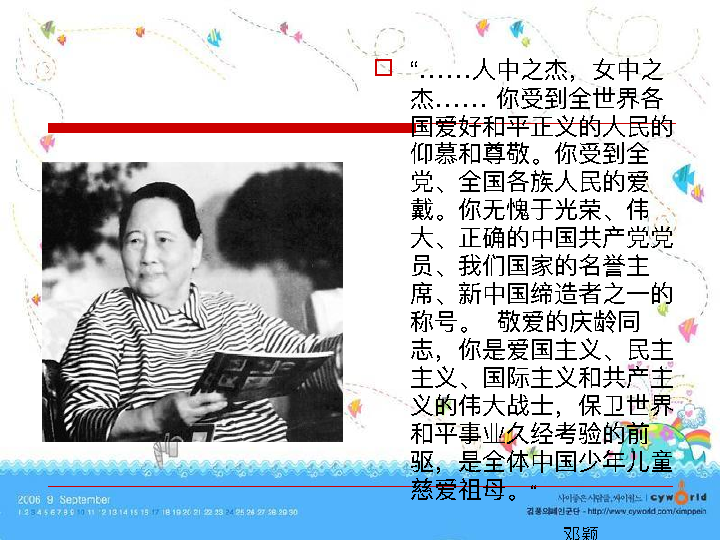 “……人中之杰，女中之
杰…… 你受到全世界各
国爱好和平正义的人民的
仰慕和尊敬。你受到全
党、全国各族人民的爱
戴。你无愧于光荣、伟
大、正确的中国共产党党
员、我们国家的名誉主
席、新中国缔造者之一的
称号。 敬爱的庆龄同
志，你是爱国主义、民主
主义、国际主义和共产主
义的伟大战士，保卫世界
和平事业久经考验的前
驱，是全体中国少年儿童
慈爱祖母。“
邓颖
2006 9 September
1 2 3 4 5 6 7 8 9 10 11 12 13 14 15 16 17 18 19 20 21 22 23 24 25 26 27 28 29 30
사이좋은 사람들, 싸이월드 | cyworld
http://www.cyworld.com/ximppein